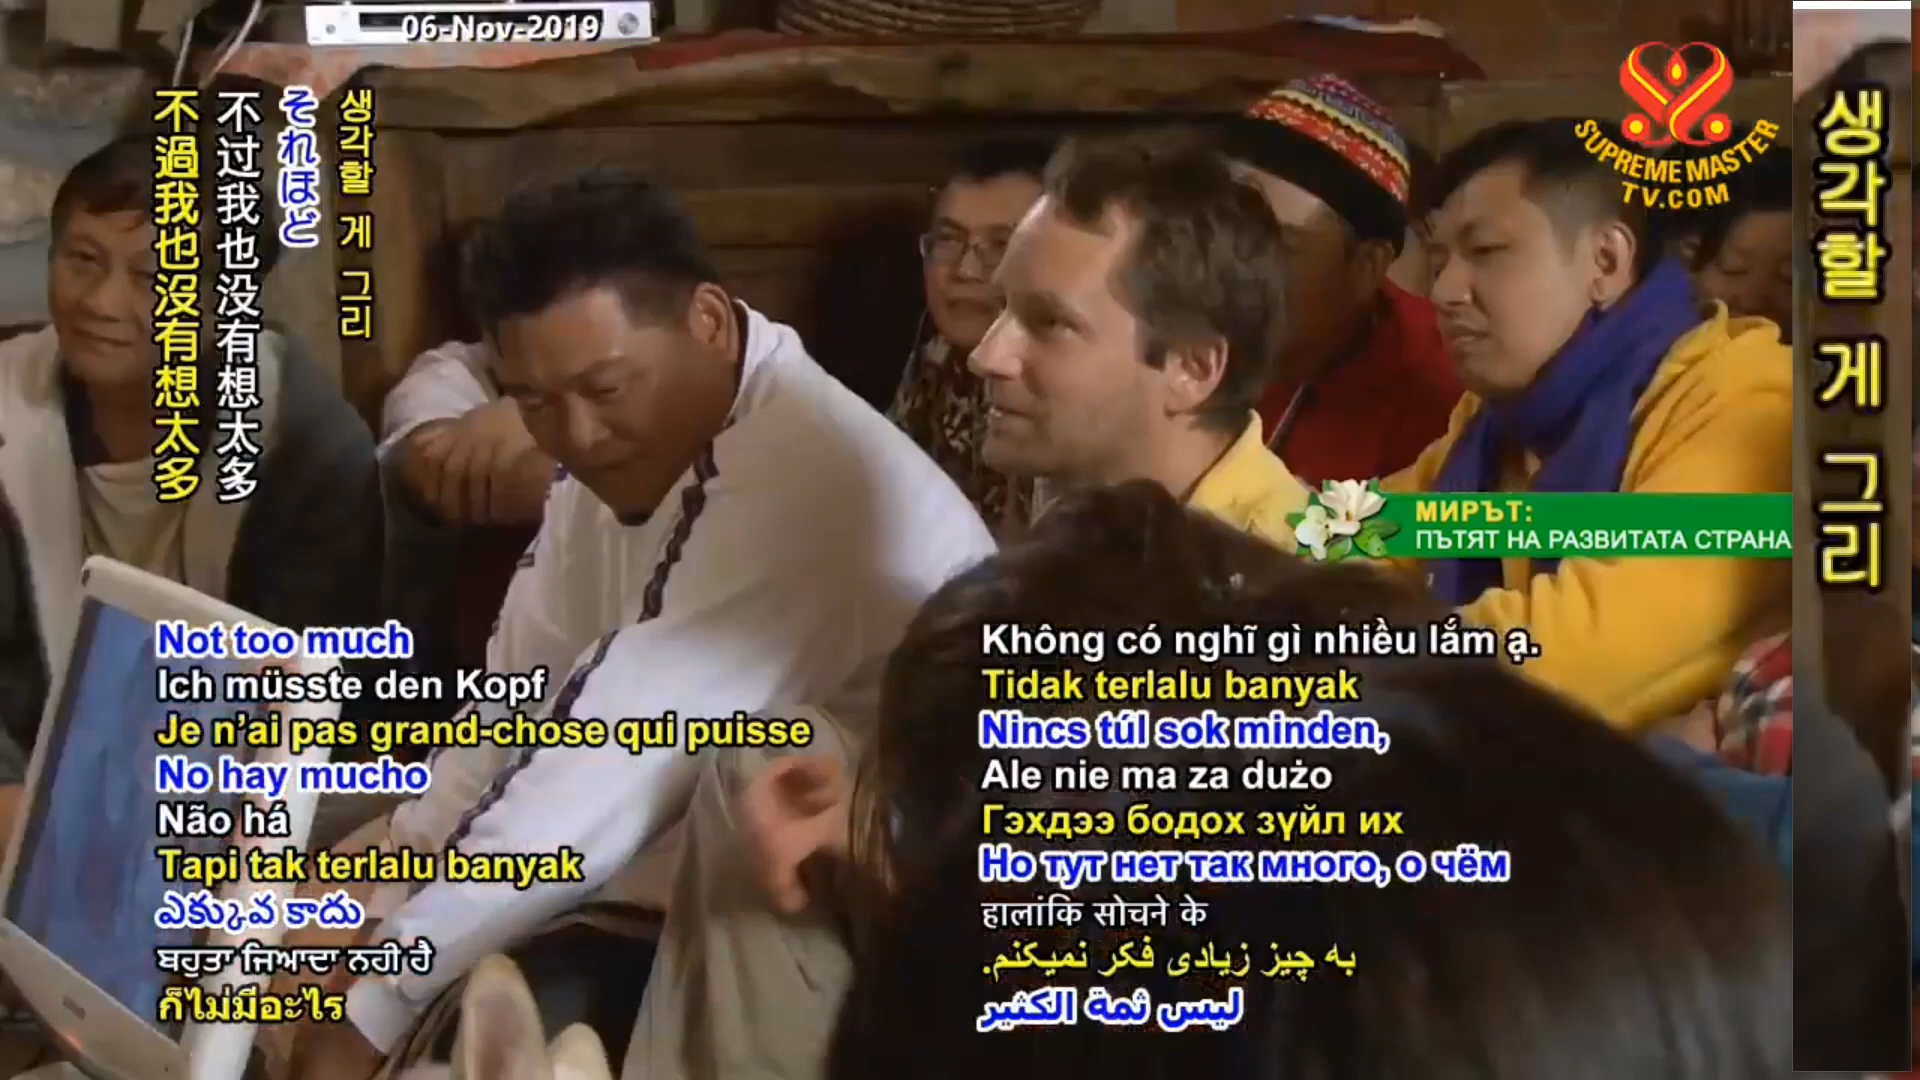 06-Nov-2019
SUPREME MASTER
TV.COM
생각할 게 그리
それほど
不过我也没有想太多
不過我也沒有想太多
생각할 게 그리
МИРЪТ:
ПЪТЯТ НА РАЗВИТАТА СТРАНА
Not too much
Ich müsste den Kopf
Je n’ai pas grand-chose qui puisse
No hay mucho
Não há
Tapi tak terlalu banyak
ఎక్కువ కాదు
ਬਹੁਤਾ ਜਿਆਦਾ ਨਹੀ ਹੈ
ก็ไม่มีอะไร
Không có nghĩ gì nhiều lắm ạ.
Tidak terlalu banyak
Nincs túl sok minden,
Ale nie ma za dużo
Гэхдээ бодох зүйл их
Но тут нет так много, о чём
हालांकि सोचने के
به چیز زیادی فکر نمیکنم.
ليس ثمة الكثير